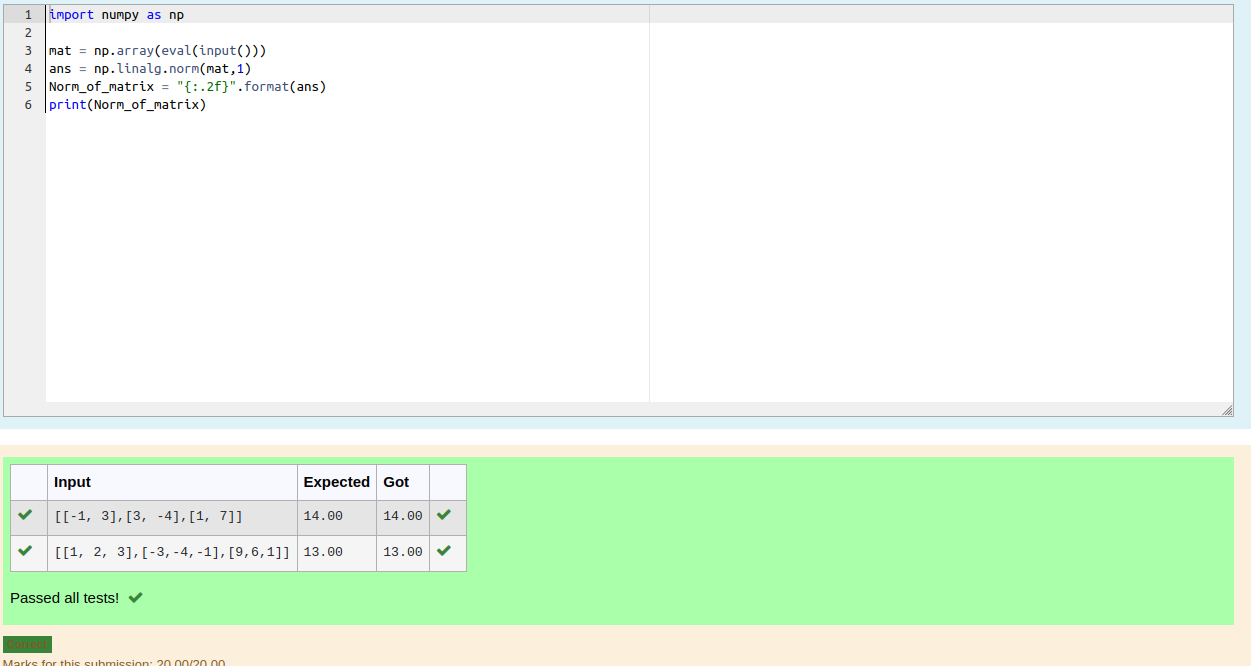 1 import numpy as np
2
3 mat = np.array(eval(input()))
4 ans = np.linalg.norm(mat,1)
5 Norm_of_matrix = "{:.2f}".format(ans)
6 print(Norm_of_matrix)
Input Expected Got
[[-1, 3],[3, -4],[1, 7]] 14.00 14.00
[[1, 2, 3],[-3,-4,-1],[9,6,1]] 13.00 13.00
Passed all tests!
Correct
Marks for this submission: 20.00/20.00.